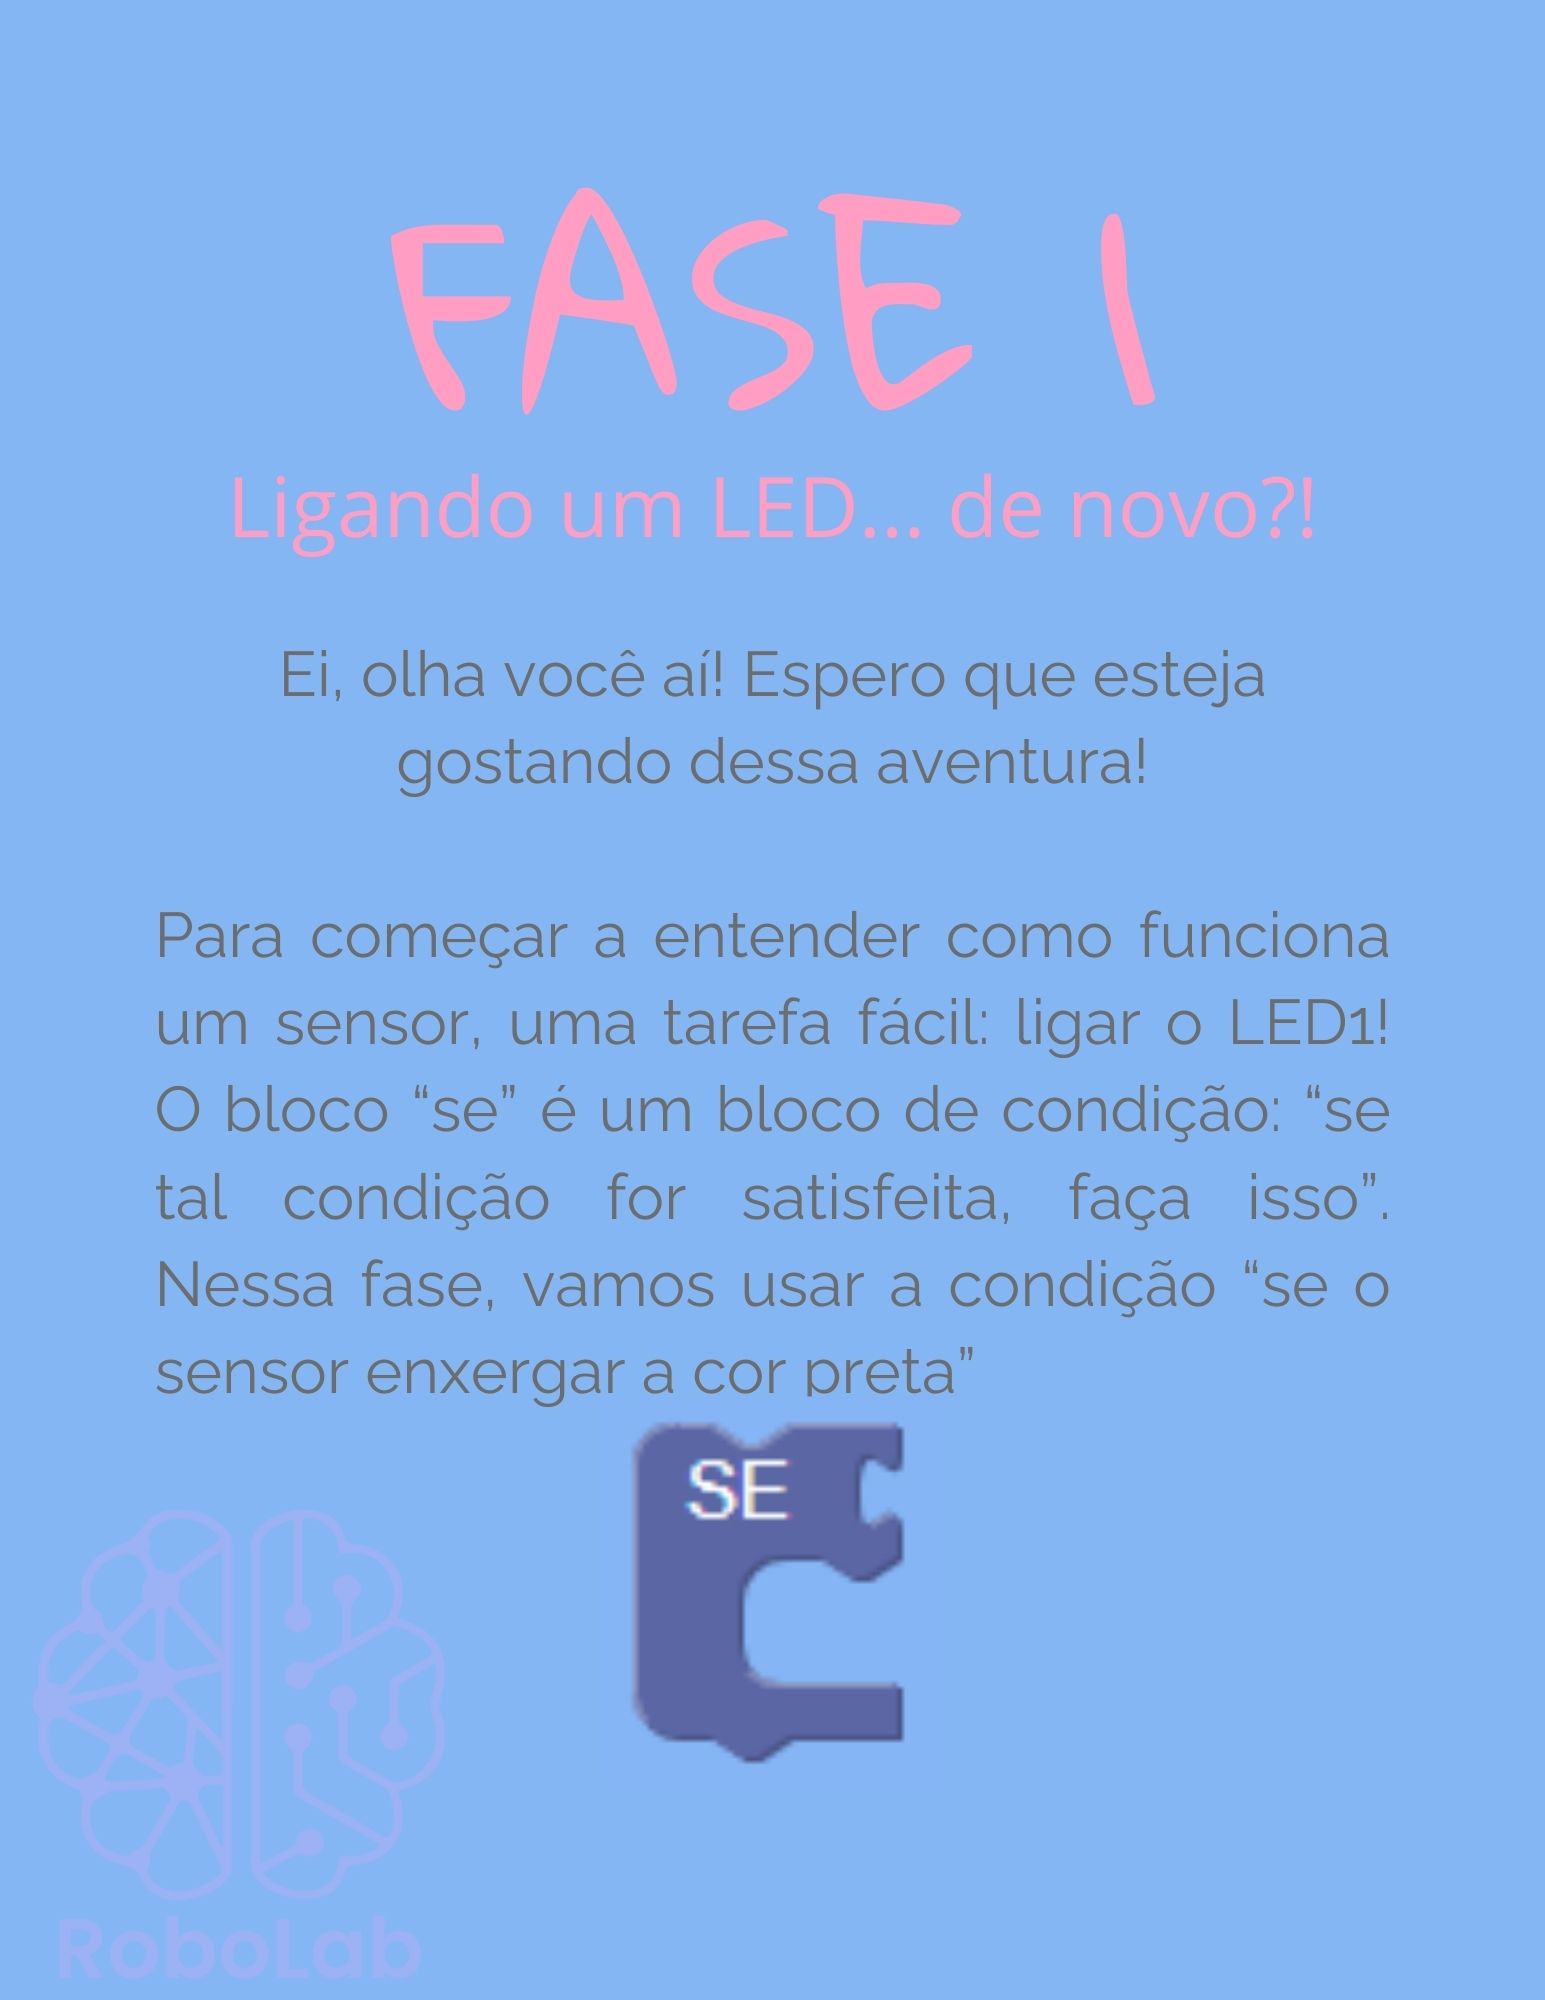 FASE 1
Ligando um LED... de novo?!
Ei, olha você aí! Espero que esteja
gostando dessa aventura!
Para começar a entender como funciona
um sensor, uma tarefa fácil: ligar o LED1!
O bloco “se” é um bloco de condição: “se
tal condição for satisfeita, faça isso”.
Nessa fase, vamos usar a condição “se o
sensor enxergar a cor preta”
SE
RoboLab